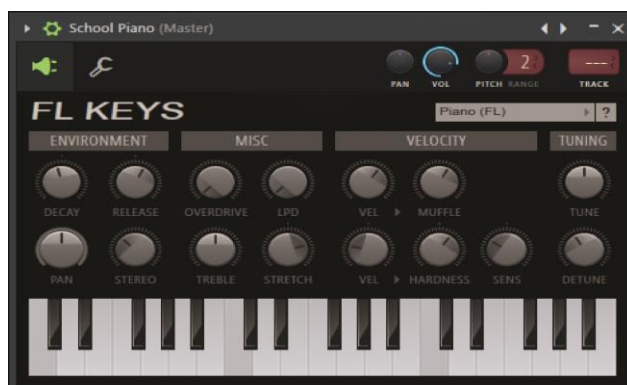 School Piano (Master)
PAN VOL PITCH RANGE 2 TRACK ---
FL KEYS
Piano (FL) ?
ENVIRONMENT MISC VELOCITY TUNING
DECAY RELEASE OVERDRIVE LPD VEL MUFFLE TUNE
PAN STEREO TREBLE STRETCH VEL HARDNESS SENS DETUNE